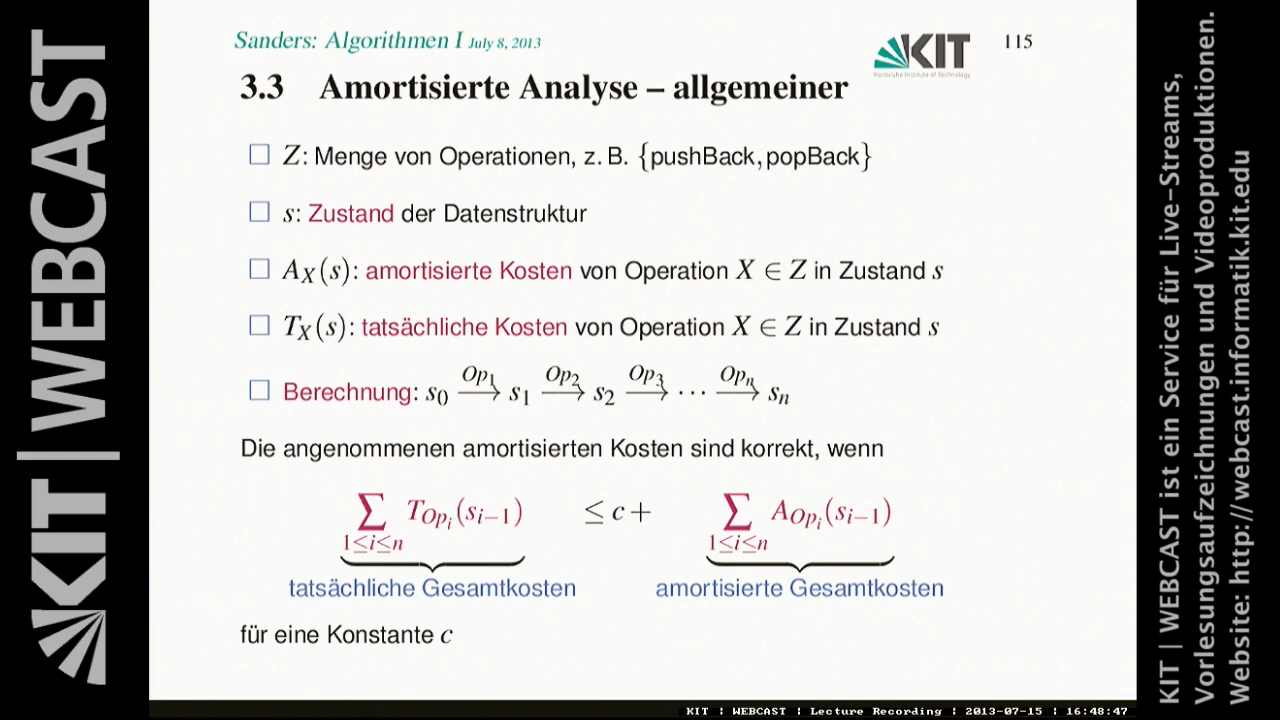 KIT | WEBCAST
Sanders: Algorithmen I July 8, 2013
KIT
Karlsruhe Institute of Technology
115
3.3 Amortisierte Analyse – allgemeiner
□ Z: Menge von Operationen, z. B. {pushBack, popBack}
□ s: Zustand der Datenstruktur
□ A_X(s): amortisierte Kosten von Operation X ∈ Z in Zustand s
□ T_X(s): tatsächliche Kosten von Operation X ∈ Z in Zustand s
□ Berechnung: s_0 —Op_1→ s_1 —Op_2→ s_2 —Op_3→ ··· —Op_n→ s_n
Die angenommenen amortisierten Kosten sind korrekt, wenn
∑_{1≤i≤n} T_{Op_i}(s_{i−1}) ≤ c + ∑_{1≤i≤n} A_{Op_i}(s_{i−1})
tatsächliche Gesamtkosten amortisierte Gesamtkosten
für eine Konstante c
KIT | WEBCAST | Lecture Recording | 2013-07-15 | 16:48:47
KIT | WEBCAST ist ein Service für Live-Streams,
Vorlesungsaufzeichnungen und Videoproduktionen.
Website: http://webcast.informatik.kit.edu